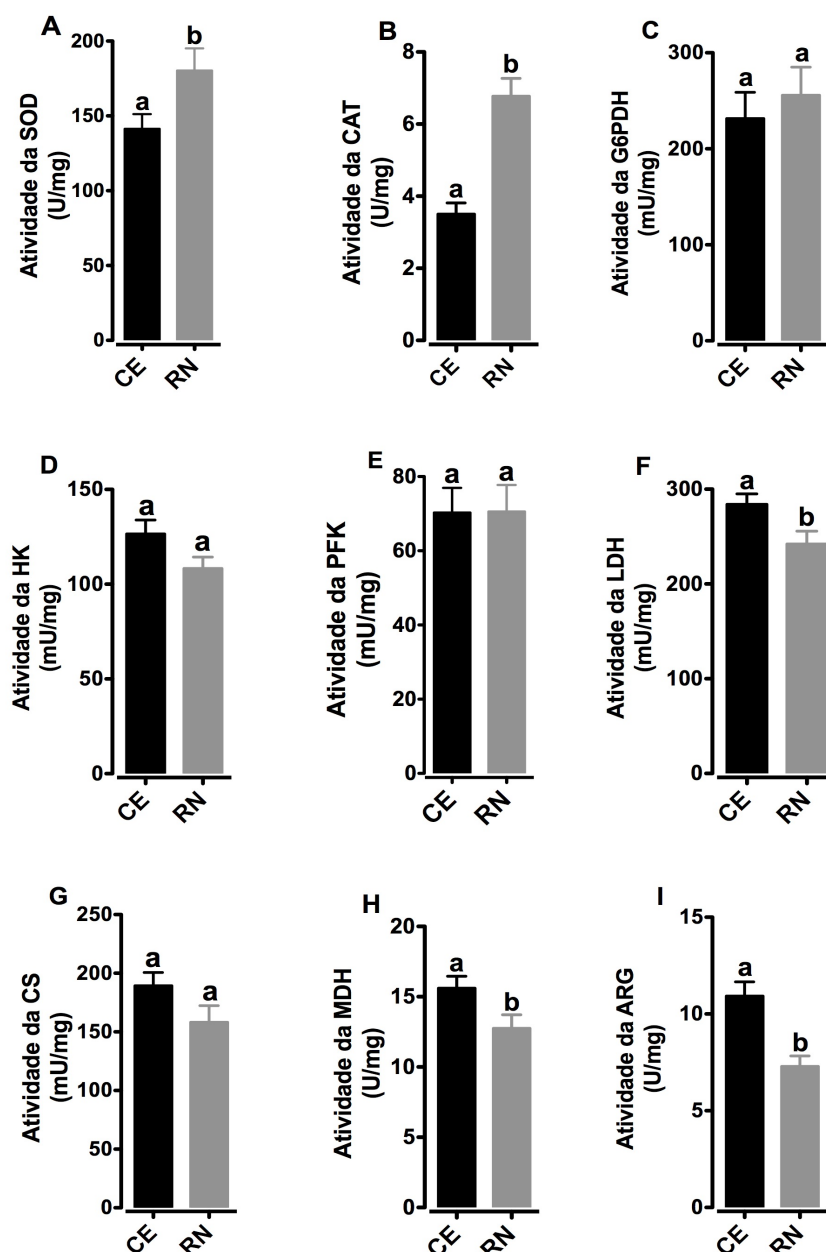 A
Atividade da SOD
(U/mg)
200
150
100
50
0
a
b
CE
RN
B
Atividade da CAT
(U/mg)
8
6
4
2
0
a
b
CE
RN
C
Atividade da G6PDH
(mU/mg)
300
200
100
0
a
a
CE
RN
D
Atividade da HK
(mU/mg)
150
100
50
0
a
a
CE
RN
E
Atividade da PFK
(mU/mg)
80
60
40
20
0
a
a
CE
RN
F
Atividade da LDH
(mU/mg)
300
200
100
0
a
b
CE
RN
G
Atividade da CS
(mU/mg)
250
200
150
100
50
0
a
a
CE
RN
H
Atividade da MDH
(U/mg)
20
15
10
5
0
a
b
CE
RN
I
Atividade da ARG
(U/mg)
15
10
5
0
a
b
CE
RN